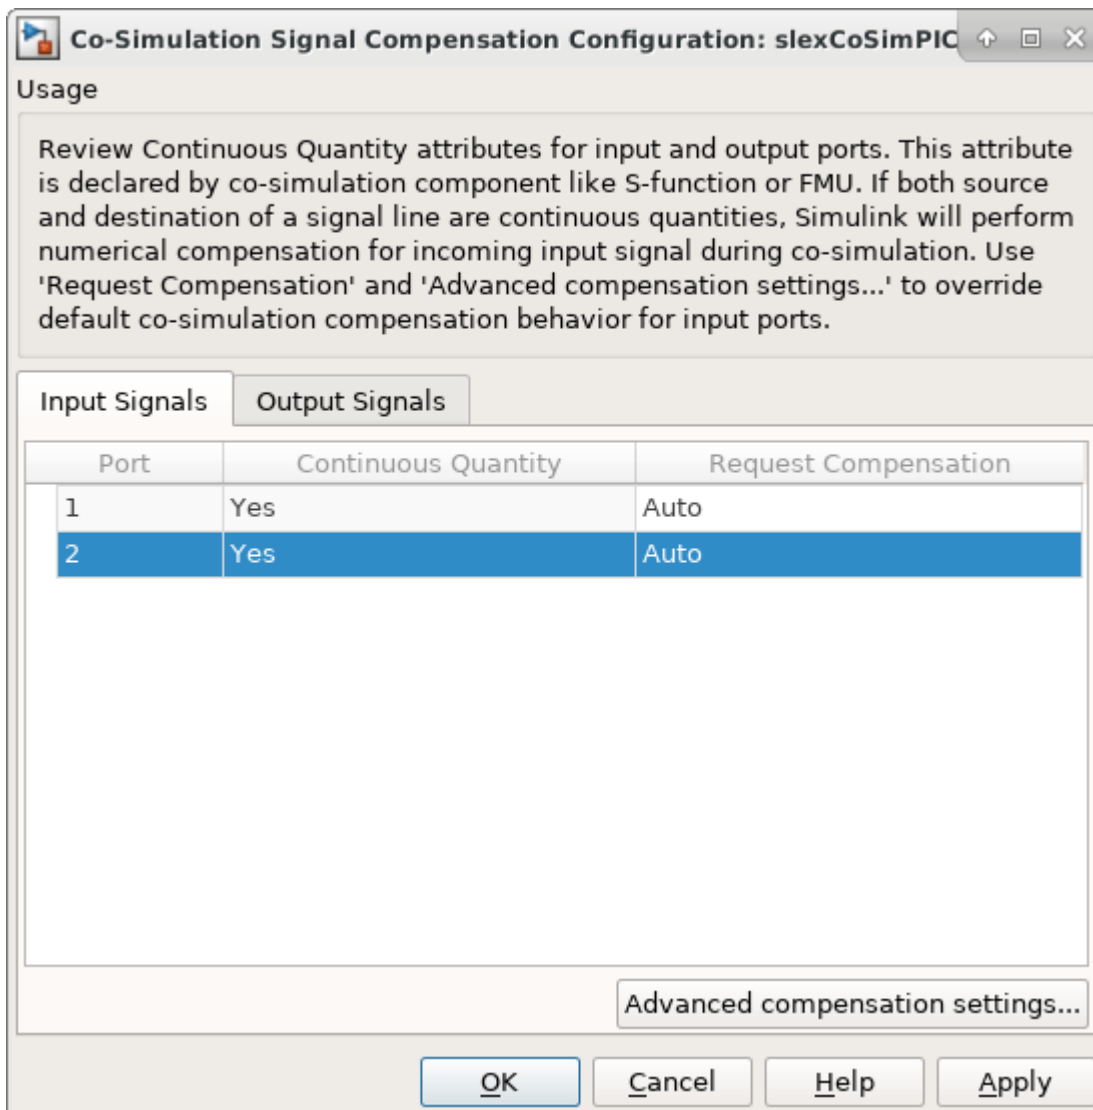 Co-Simulation Signal Compensation Configuration: slexCoSimPIC
Usage
Review Continuous Quantity attributes for input and output ports. This attribute
is declared by co-simulation component like S-function or FMU. If both source
and destination of a signal line are continuous quantities, Simulink will perform
numerical compensation for incoming input signal during co-simulation. Use
'Request Compensation' and 'Advanced compensation settings...' to override
default co-simulation compensation behavior for input ports.
Input Signals Output Signals
Port Continuous Quantity Request Compensation
1 Yes Auto
2 Yes Auto
Advanced compensation settings...
OK Cancel Help Apply